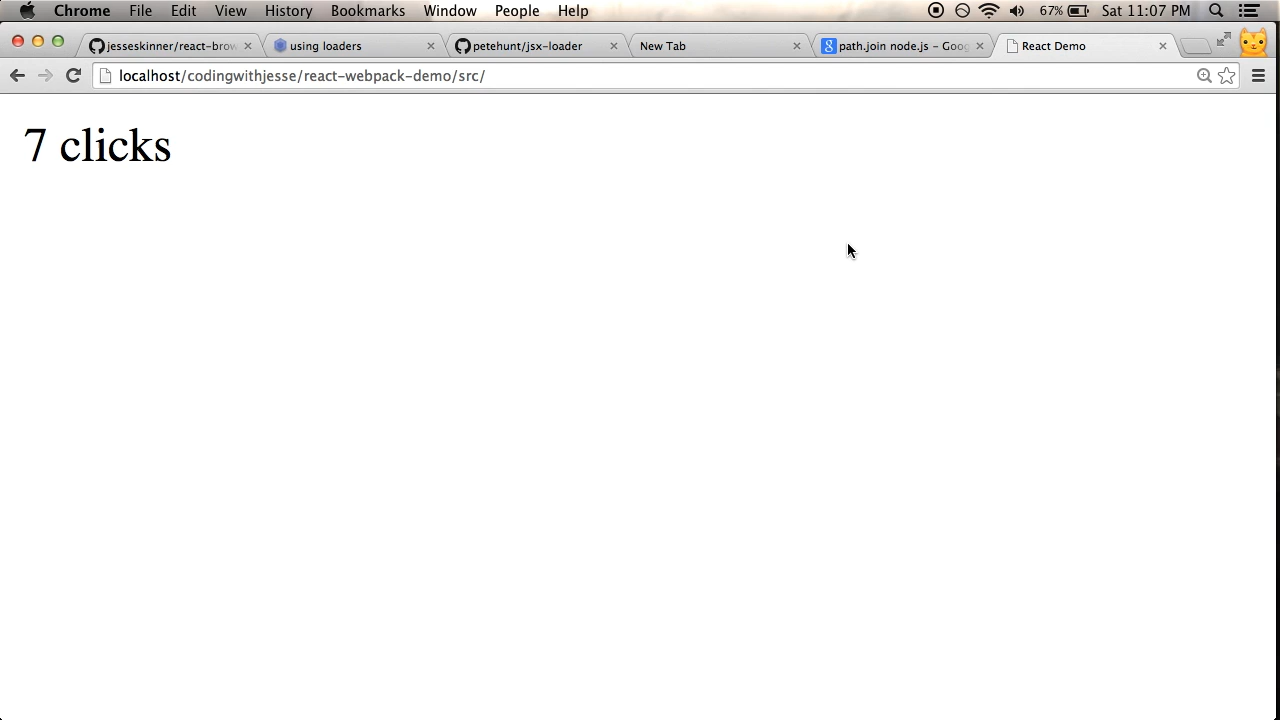 Chrome File Edit View History Bookmarks Window People Help 67% Sat 11:07 PM
jesseskinner/react-brow using loaders petehunt/jsx-loader New Tab path.join node.js - Goog React Demo
localhost/codingwithjesse/react-webpack-demo/src/
7 clicks